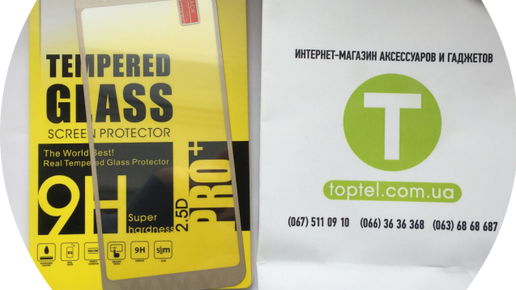 TEMPERED
GLASS
SCREEN PROTECTOR
The World Best!
Real Tempered Glass Protector
9H
Super
hardness
2.5D
PRO+
9H
ИНТЕРНЕТ-МАГАЗИН АКСЕССУАРОВ И ГАДЖЕТОВ
T
toptel.com.ua
(067) 511 09 10 (066) 36 36 368 (063) 68 68 687